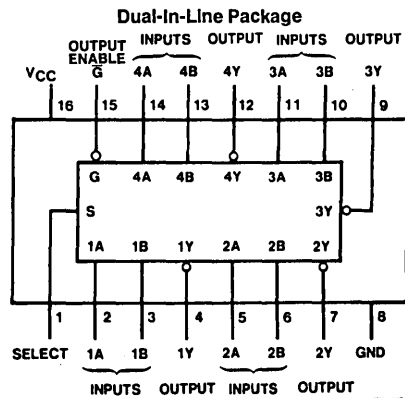 Dual-In-Line Package
OUTPUT INPUTS OUTPUT INPUTS OUTPUT
ENABLE
VCC G 4A 4B 4Y 3A 3B 3Y
16 15 14 13 12 11 10 9
G 4A 4B 4Y 3A 3B
S 3Y
1A 1B 1Y 2A 2B 2Y
1 2 3 4 5 6 7 8
SELECT 1A 1B 1Y 2A 2B 2Y GND
INPUTS OUTPUT INPUTS OUTPUT